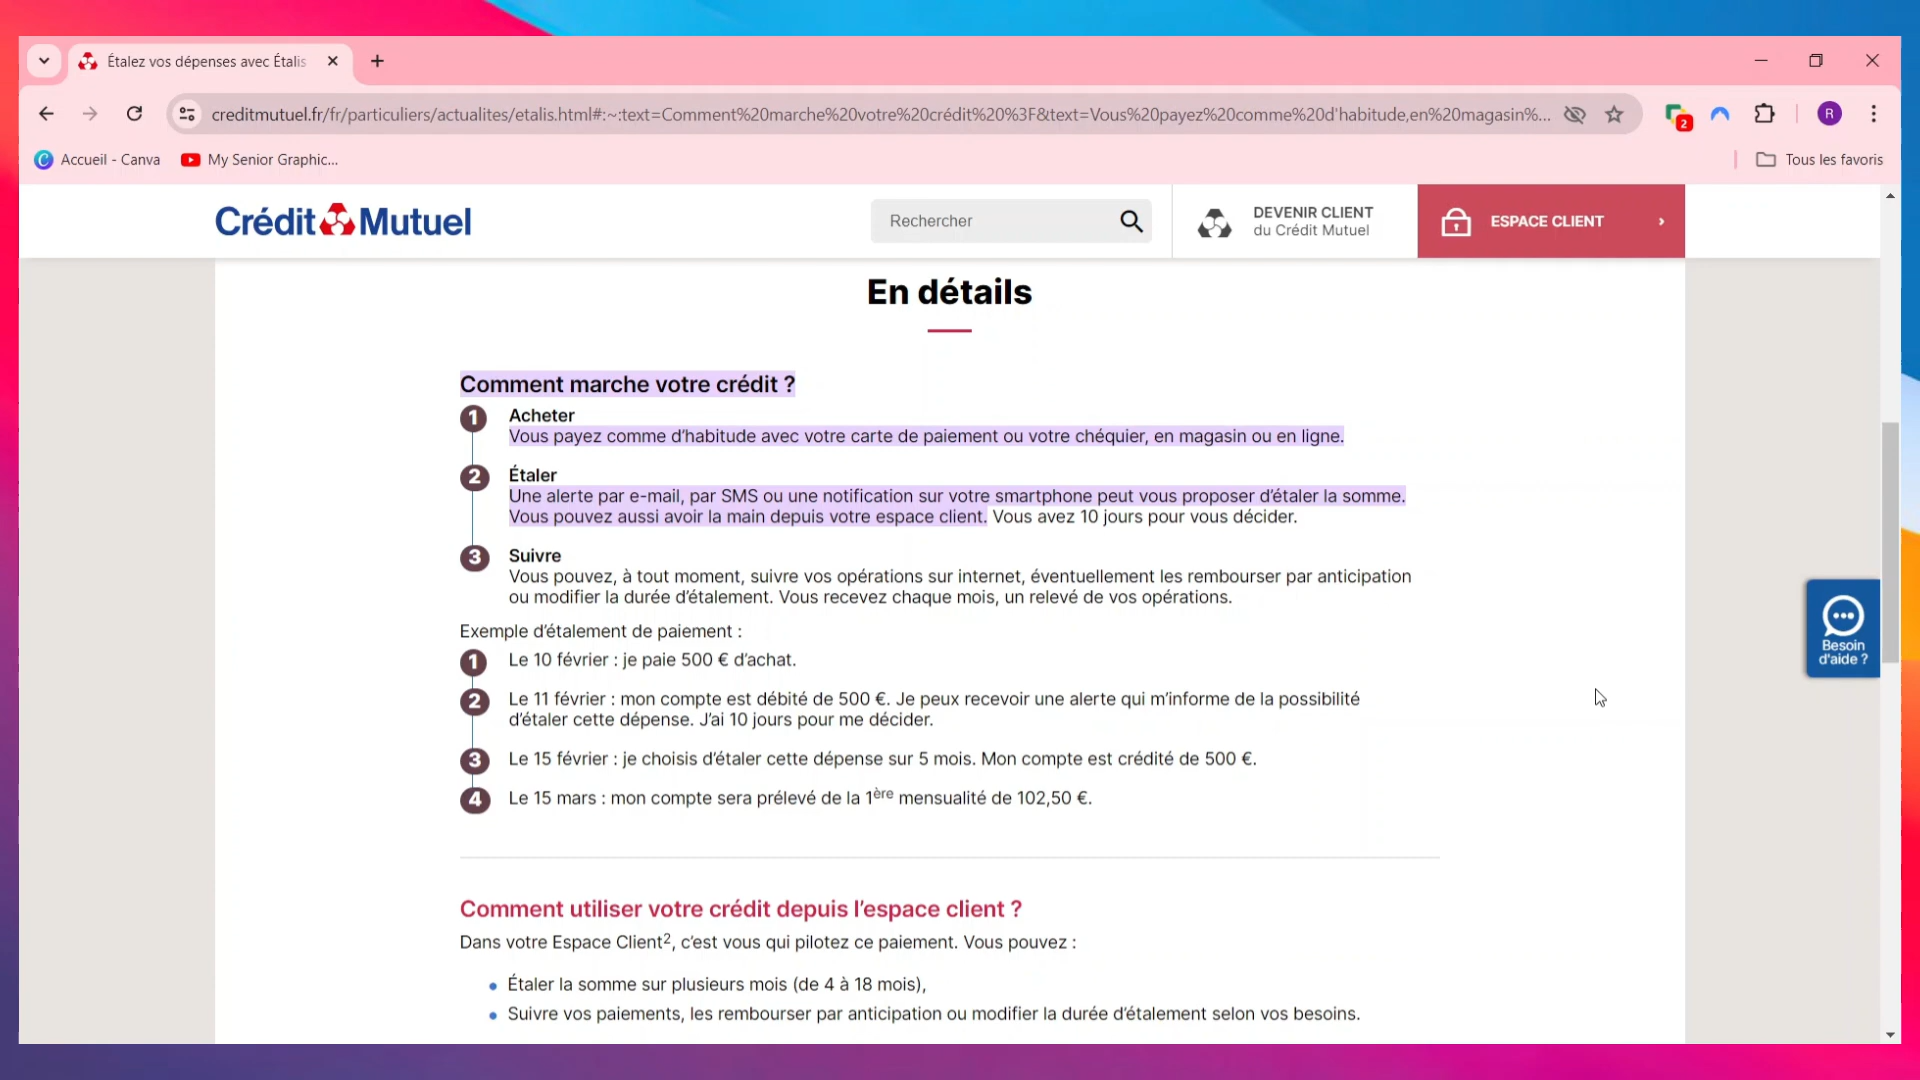 Étalez vos dépenses avec Étalis
creditmutuel.fr/fr/particuliers/actualites/etalis.html#:~:text=Comment%20marche%20votre%20crédit%20%3F&text=Vous%20payez%20comme%20d'habitude,en%20magasin%...
2
R
Accueil - Canva
My Senior Graphic...
Tous les favoris
Crédit Mutuel
Rechercher
DEVENIR CLIENT
du Crédit Mutuel
ESPACE CLIENT
En détails
Comment marche votre crédit ?
1 Acheter
Vous payez comme d’habitude avec votre carte de paiement ou votre chéquier, en magasin ou en ligne.
2 Étaler
Une alerte par e-mail, par SMS ou une notification sur votre smartphone peut vous proposer d’étaler la somme.
Vous pouvez aussi avoir la main depuis votre espace client. Vous avez 10 jours pour vous décider.
3 Suivre
Vous pouvez, à tout moment, suivre vos opérations sur internet, éventuellement les rembourser par anticipation
ou modifier la durée d’étalement. Vous recevez chaque mois, un relevé de vos opérations.
Exemple d’étalement de paiement :
1 Le 10 février : je paie 500 € d’achat.
2 Le 11 février : mon compte est débité de 500 €. Je peux recevoir une alerte qui m’informe de la possibilité
d’étaler cette dépense. J’ai 10 jours pour me décider.
3 Le 15 février : je choisis d’étaler cette dépense sur 5 mois. Mon compte est crédité de 500 €.
4 Le 15 mars : mon compte sera prélevé de la 1ère mensualité de 102,50 €.
Besoin
d'aide ?
Comment utiliser votre crédit depuis l’espace client ?
Dans votre Espace Client2, c’est vous qui pilotez ce paiement. Vous pouvez :
• Étaler la somme sur plusieurs mois (de 4 à 18 mois),
• Suivre vos paiements, les rembourser par anticipation ou modifier la durée d’étalement selon vos besoins.